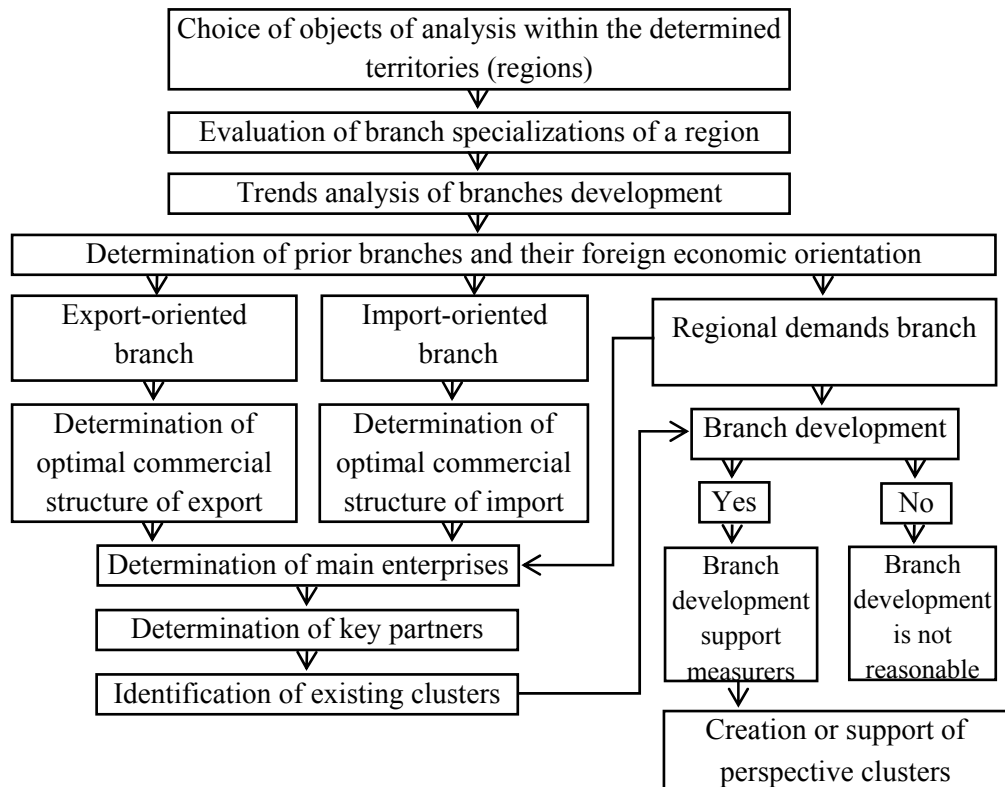 Choice of objects of analysis within the determined
territories (regions)
Evaluation of branch specializations of a region
Trends analysis of branches development
Determination of prior branches and their foreign economic orientation
Export-oriented
branch
Import-oriented
branch
Regional demands branch
Determination of
optimal commercial
structure of export
Determination of
optimal commercial
structure of import
Branch development
Yes
No
Determination of main enterprises
Branch
development
support
measurers
Branch
development
is not
reasonable
Determination of key partners
Identification of existing clusters
Creation or support of
perspective clusters